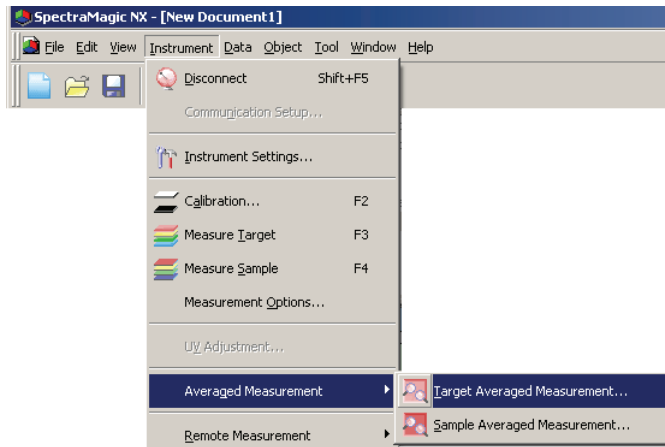 SpectraMagic NX - [New Document1]
File Edit View Instrument Data Object Tool Window Help
Disconnect Shift+F5
Communication Setup...
Instrument Settings...
Calibration... F2
Measure Target F3
Measure Sample F4
Measurement Options...
UV Adjustment...
Averaged Measurement Target Averaged Measurement...
Sample Averaged Measurement...
Remote Measurement